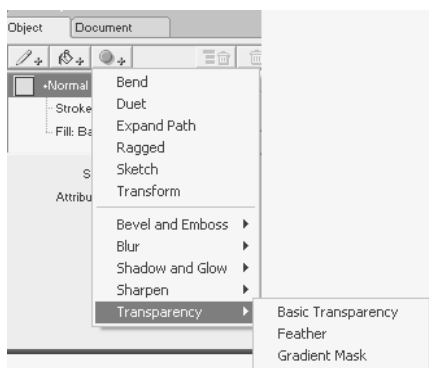 Object Document
•Normal
Stroke
Fill: Ba
S
Attribu
Bend
Duet
Expand Path
Ragged
Sketch
Transform
Bevel and Emboss
Blur
Shadow and Glow
Sharpen
Transparency
Basic Transparency
Feather
Gradient Mask